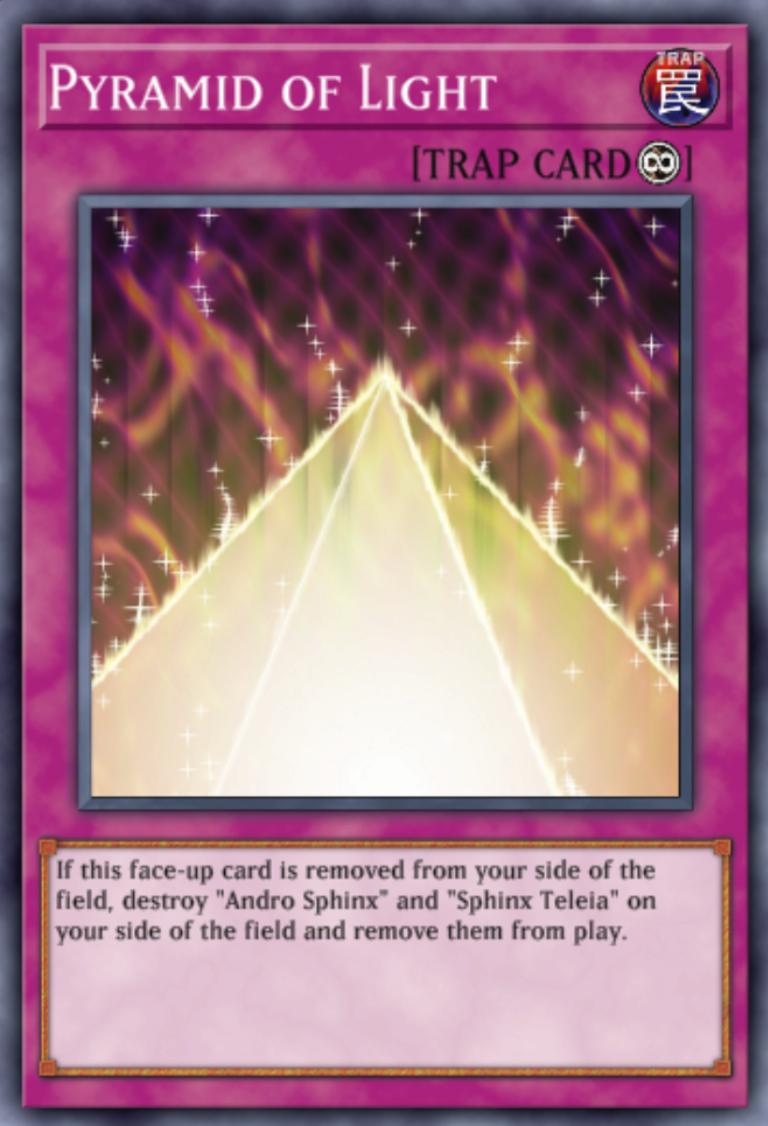 PYRAMID OF LIGHT
TRAP
罠
[TRAP CARD♾]
If this face-up card is removed from your side of the
field, destroy "Andro Sphinx" and "Sphinx Teleia" on
your side of the field and remove them from play.